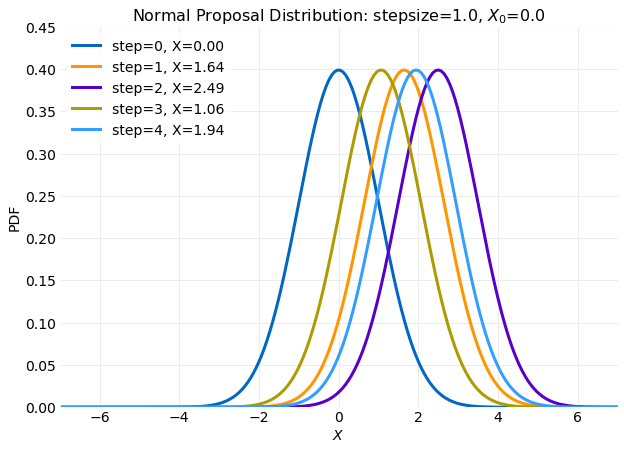 Normal Proposal Distribution: stepsize=1.0, X₀=0.0
0.45
0.40
0.35
0.30
0.25
0.20
0.15
0.10
0.05
0.00
PDF
step=0, X=0.00
step=1, X=1.64
step=2, X=2.49
step=3, X=1.06
step=4, X=1.94
−6 −4 −2 0 2 4 6
X